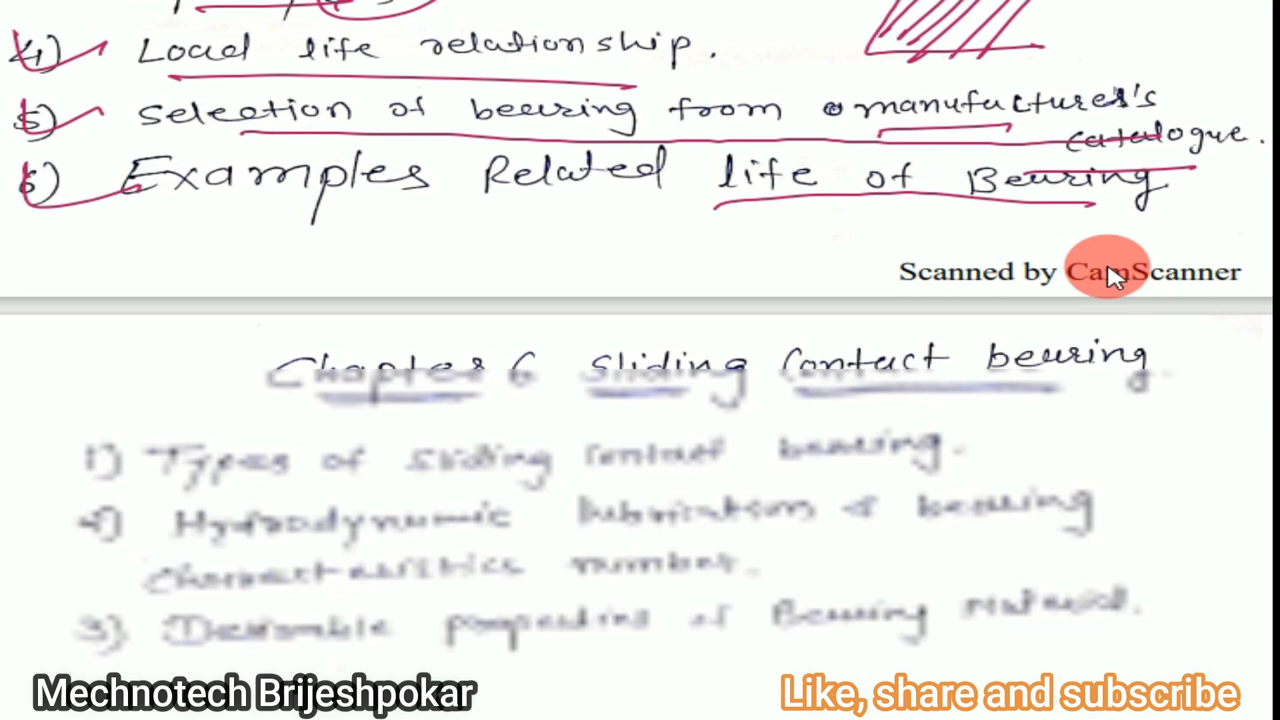 4) Load life relationship.
5) Selection of bearing from manufacturer's
catalogue.
6) Examples Related life of Bearing
Scanned by CamScanner
Chapter 6 Sliding Contact bearing
1) Types of sliding contact bearing.
2) Hydrodynamic lubrication & bearing
characteristics number.
3) Desirable properties of Bearing Material.
Mechnotech Brijeshpokar
Like, share and subscribe